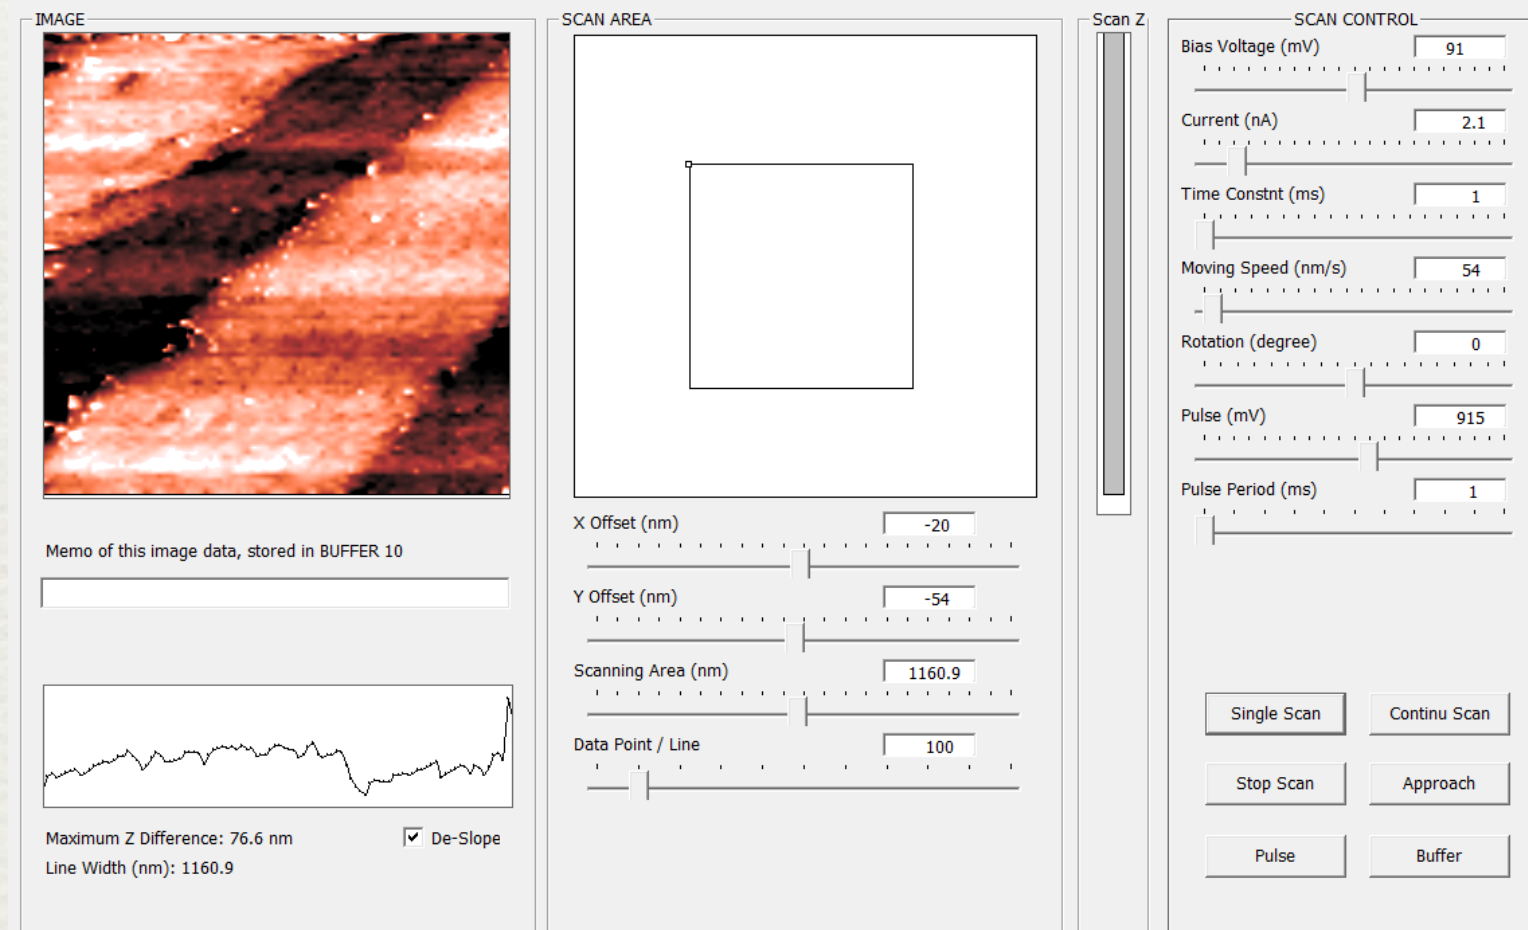 IMAGE
Memo of this image data, stored in BUFFER 10
Maximum Z Difference: 76.6 nm
De-Slope
Line Width (nm): 1160.9
SCAN AREA
X Offset (nm) -20
Y Offset (nm) -54
Scanning Area (nm) 1160.9
Data Point / Line 100
Scan Z
SCAN CONTROL
Bias Voltage (mV) 91
Current (nA) 2.1
Time Constnt (ms) 1
Moving Speed (nm/s) 54
Rotation (degree) 0
Pulse (mV) 915
Pulse Period (ms) 1
Single Scan
Continu Scan
Stop Scan
Approach
Pulse
Buffer